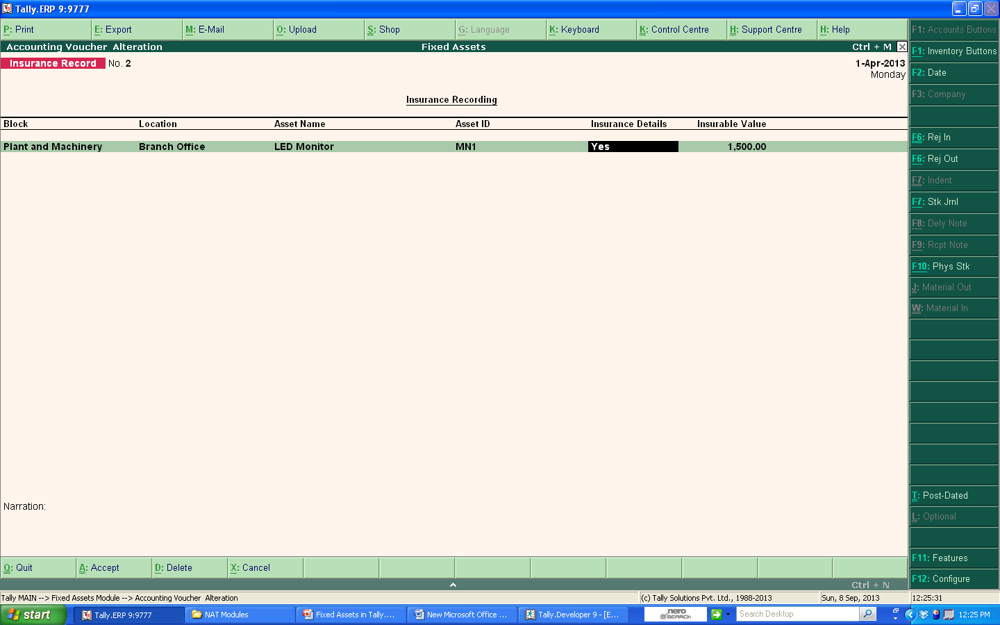 Tally.ERP 9:9777
P: Print E: Export M: E-Mail O: Upload S: Shop G: Language K: Keyboard K: Control Centre H: Support Centre H: Help
Accounting Voucher Alteration Fixed Assets Ctrl + M
Insurance Record No. 2 1-Apr-2013
Monday
Insurance Recording
Block Location Asset Name Asset ID Insurance Details Insurable Value
Plant and Machinery Branch Office LED Monitor MN1 Yes 1,500.00
Narration:
F1: Accounts Buttons
F1: Inventory Buttons
F2: Date
F3: Company
F6: Rej In
F6: Rej Out
F7: Indent
F7: Stk Jrnl
F8: Dely Note
F9: Rcpt Note
F10: Phys Stk
J: Material Out
W: Material In
T: Post-Dated
L: Optional
F11: Features
F12: Configure
Q: Quit A: Accept D: Delete X: Cancel
Ctrl + N
Tally MAIN --> Fixed Assets Module --> Accounting Voucher Alteration (c) Tally Solutions Pvt. Ltd., 1988-2013 Sun, 8 Sep, 2013 12:25:31
start Tally.ERP 9:9777 NAT Modules Fixed Assets in Tally.... New Microsoft Office ... Tally.Developer 9 - [E... nero SEARCH Search Desktop 12:25 PM